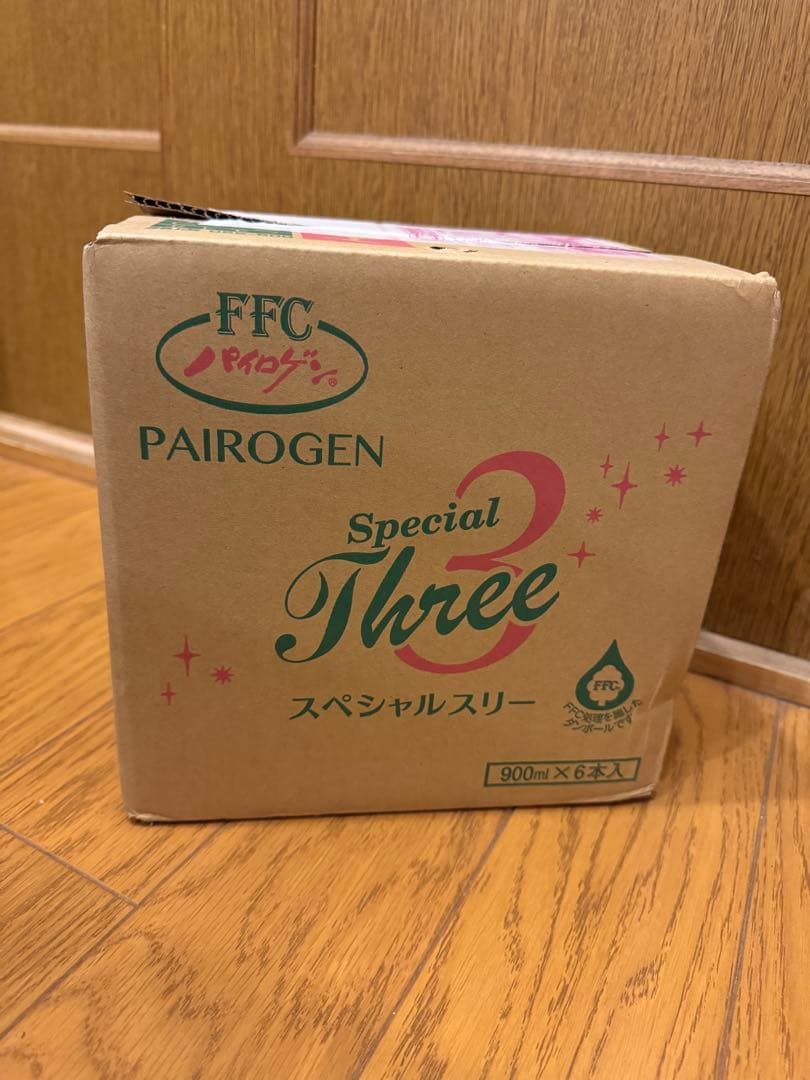 FFC
パイロゲン®
PAIROGEN
3
Special
Three
スペシャルスリー
FFC
FFC処理を施した
ダンボールです。
900ml×6本入